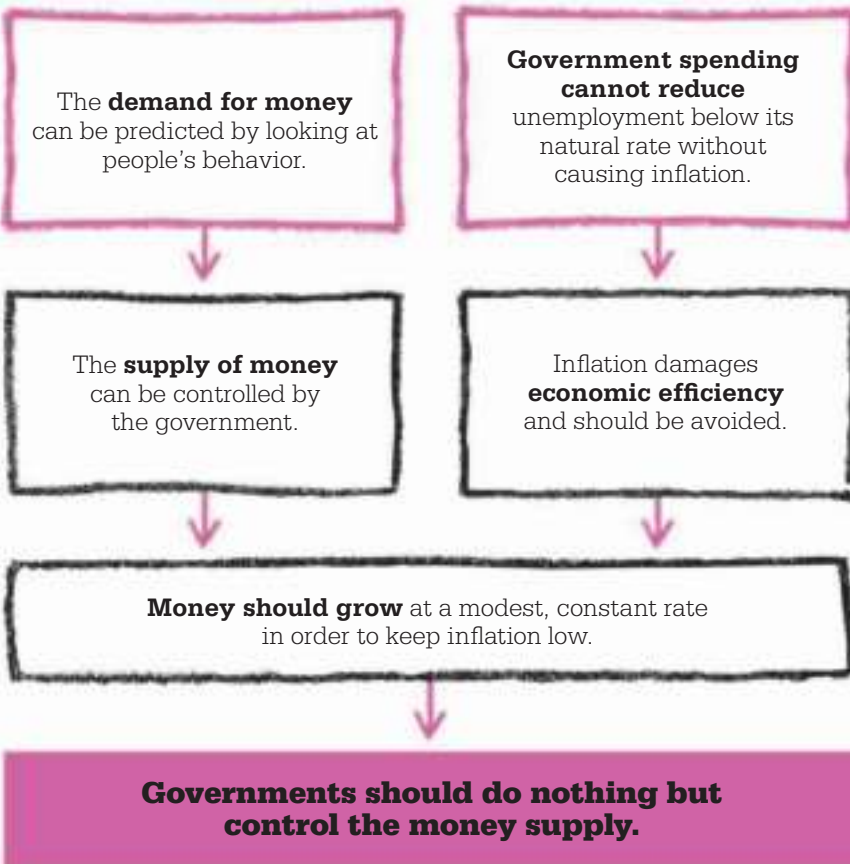 The demand for money
can be predicted by looking at
people's behavior.
Government spending
cannot reduce
unemployment below its
natural rate without
causing inflation.
The supply of money
can be controlled by
the government.
Inflation damages
economic efficiency
and should be avoided.
Money should grow at a modest, constant rate
in order to keep inflation low.
Governments should do nothing but
control the money supply.